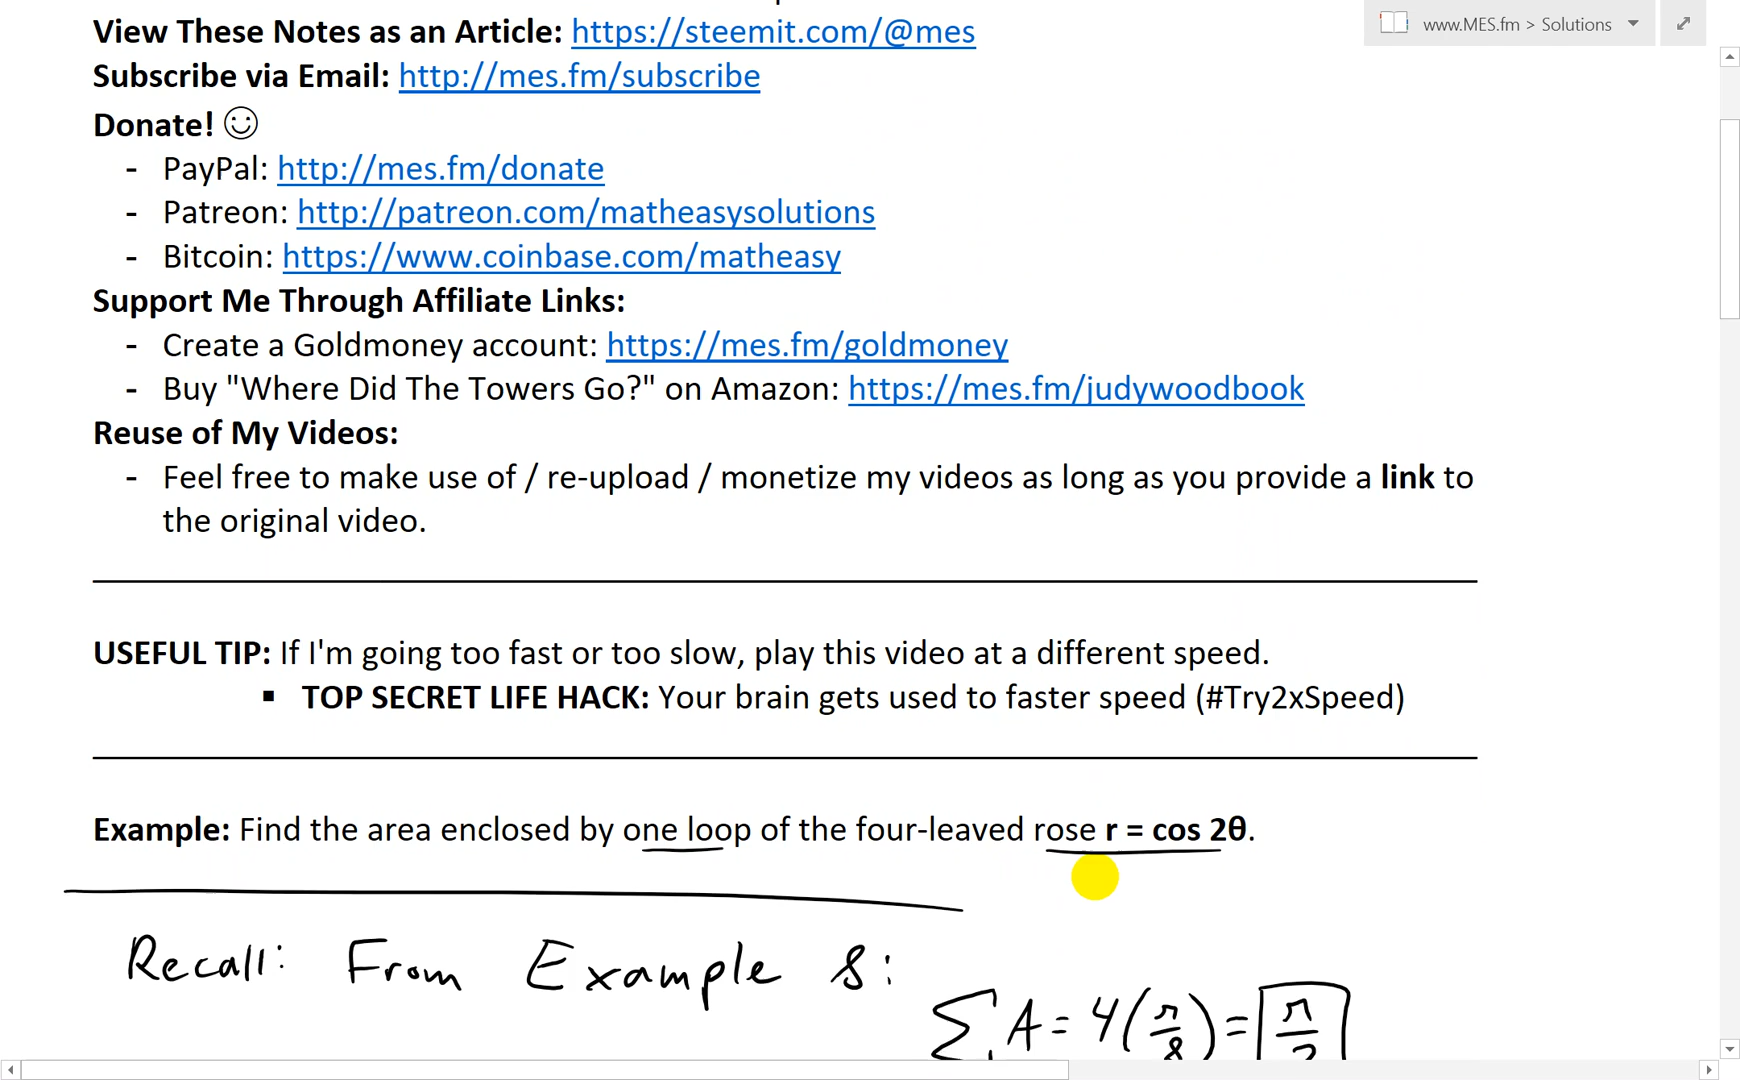 View These Notes as an Article: https://steemit.com/@mes
www.MES.fm > Solutions
Subscribe via Email: http://mes.fm/subscribe
Donate! ☺
- PayPal: http://mes.fm/donate
- Patreon: http://patreon.com/matheasysolutions
- Bitcoin: https://www.coinbase.com/matheasy
Support Me Through Affiliate Links:
- Create a Goldmoney account: https://mes.fm/goldmoney
- Buy "Where Did The Towers Go?" on Amazon: https://mes.fm/judywoodbook
Reuse of My Videos:
- Feel free to make use of / re-upload / monetize my videos as long as you provide a link to
the original video.
USEFUL TIP: If I'm going too fast or too slow, play this video at a different speed.
▪ TOP SECRET LIFE HACK: Your brain gets used to faster speed (#Try2xSpeed)
Example: Find the area enclosed by one loop of the four-leaved rose r = cos 2θ.
Recall: From Example 8:
∑ A = 4(π/8) = π/2